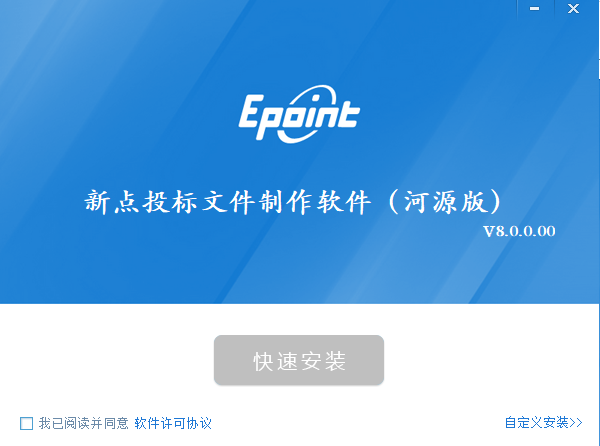 Epoint
新点投标文件制作软件（河源版）
V8.0.0.00
快速安装
我已阅读并同意 软件许可协议
自定义安装>>